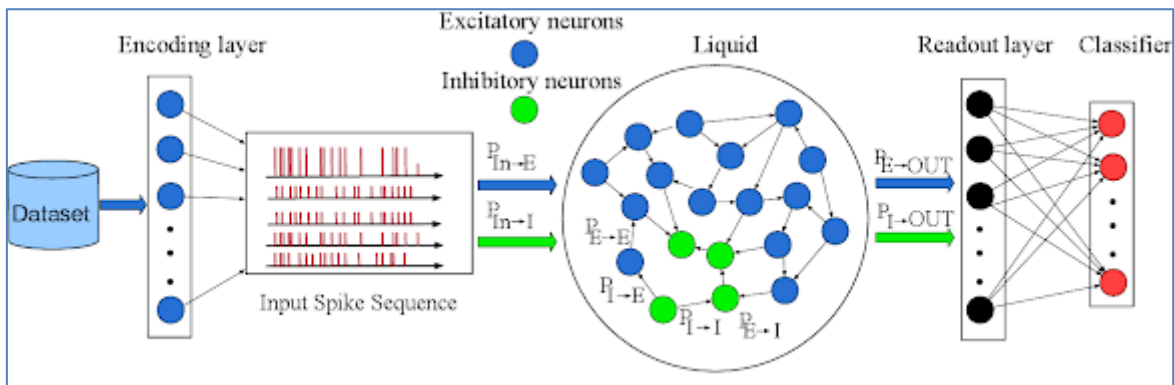 Excitatory neurons
Encoding layer
Liquid
Readout layer
Classifier
Inhibitory neurons
P In→E
P E→OUT
Dataset
P In→I
P I→OUT
P E→E
P I→E
Input Spike Sequence
P I→I
P E→I